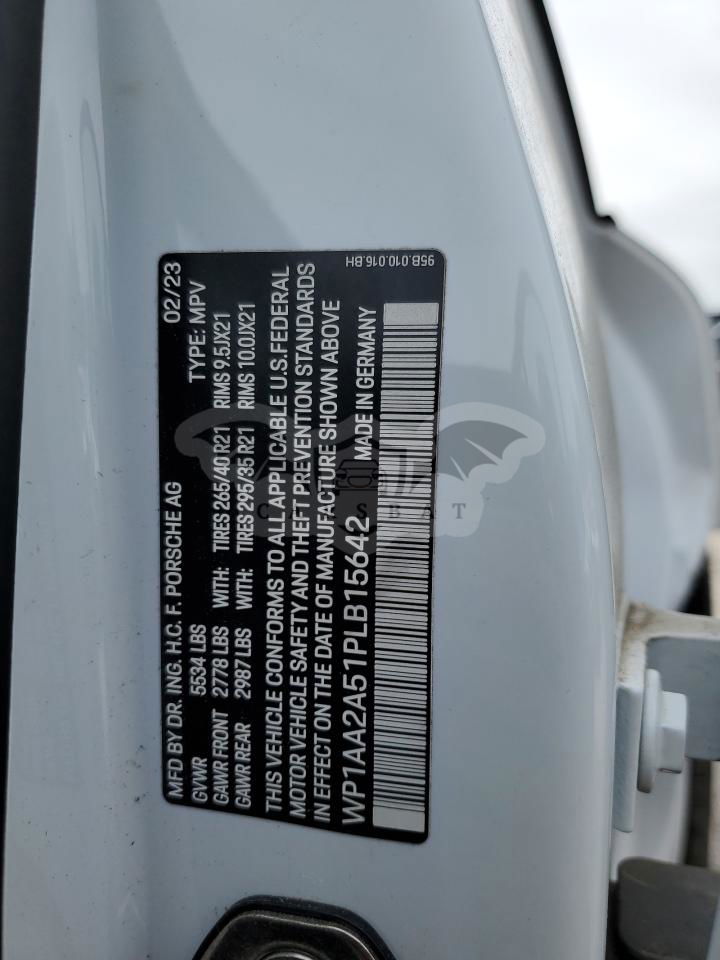 MFD BY DR. ING. H.C. F. PORSCHE AG 02/23
GVWR 5534 LBS TYPE: MPV
GAWR FRONT 2778 LBS WITH: TIRES 265/40 R21 RIMS 9.5JX21
GAWR REAR 2987 LBS WITH: TIRES 295/35 R21 RIMS 10.0JX21
THIS VEHICLE CONFORMS TO ALL APPLICABLE U.S. FEDERAL
MOTOR VEHICLE SAFETY AND THEFT PREVENTION STANDARDS
IN EFFECT ON THE DATE OF MANUFACTURE SHOWN ABOVE
WP1AA2A51PLB15642 MADE IN GERMANY
95B.010.016.BH
CARSBAT